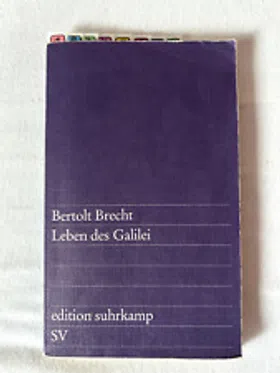 Bertolt Brecht
Leben des Galilei
edition suhrkamp
SV